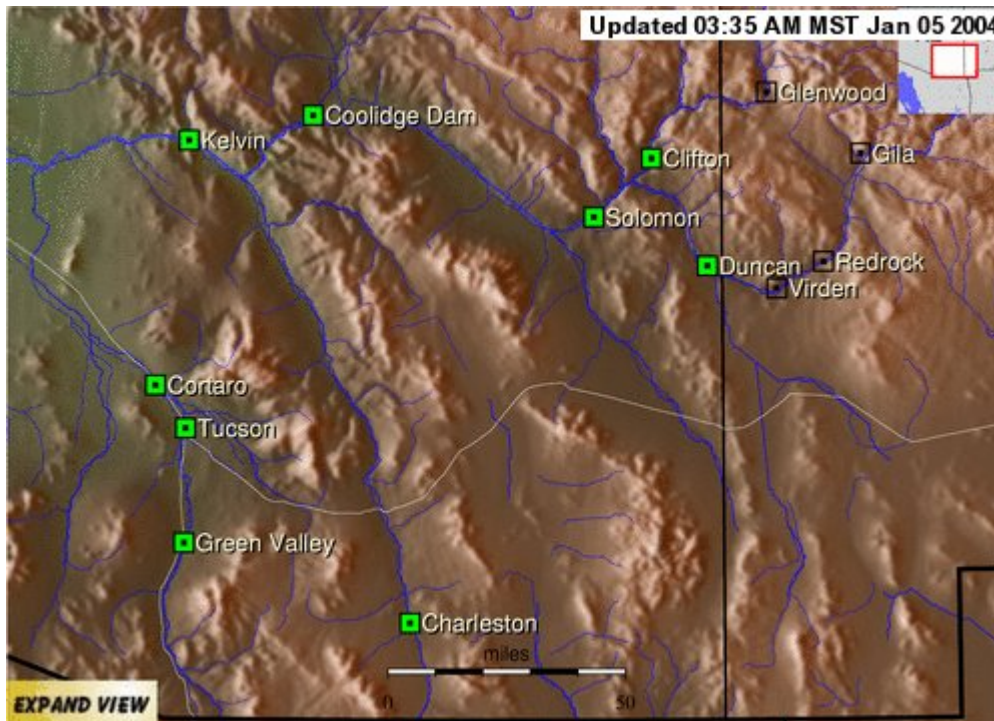 Updated 03:35 AM MST Jan 05 2004
Glenwood
Coolidge Dam
Kelvin
Clifton
Gila
Solomon
Duncan
Redrock
Virden
Cortaro
Tucson
Green Valley
Charleston
miles
0 50
EXPAND VIEW